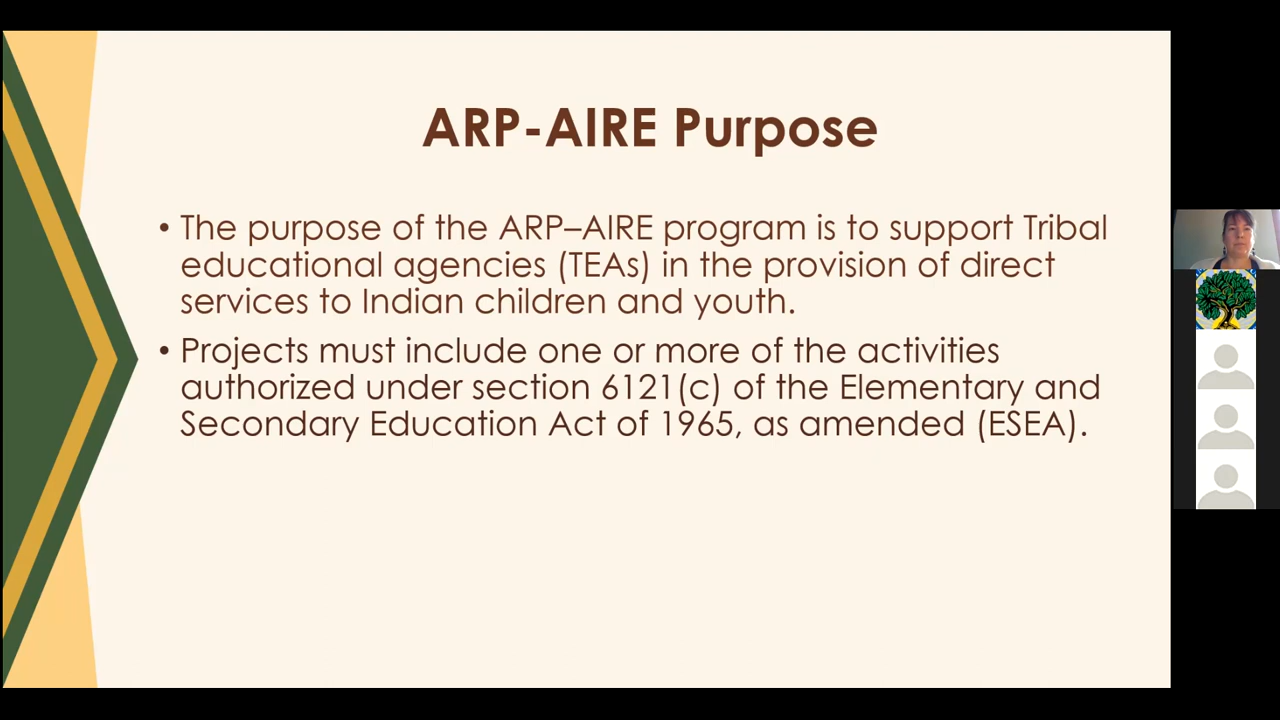 ARP-AIRE Purpose
• The purpose of the ARP–AIRE program is to support Tribal
educational agencies (TEAs) in the provision of direct
services to Indian children and youth.
• Projects must include one or more of the activities
authorized under section 6121(c) of the Elementary and
Secondary Education Act of 1965, as amended (ESEA).